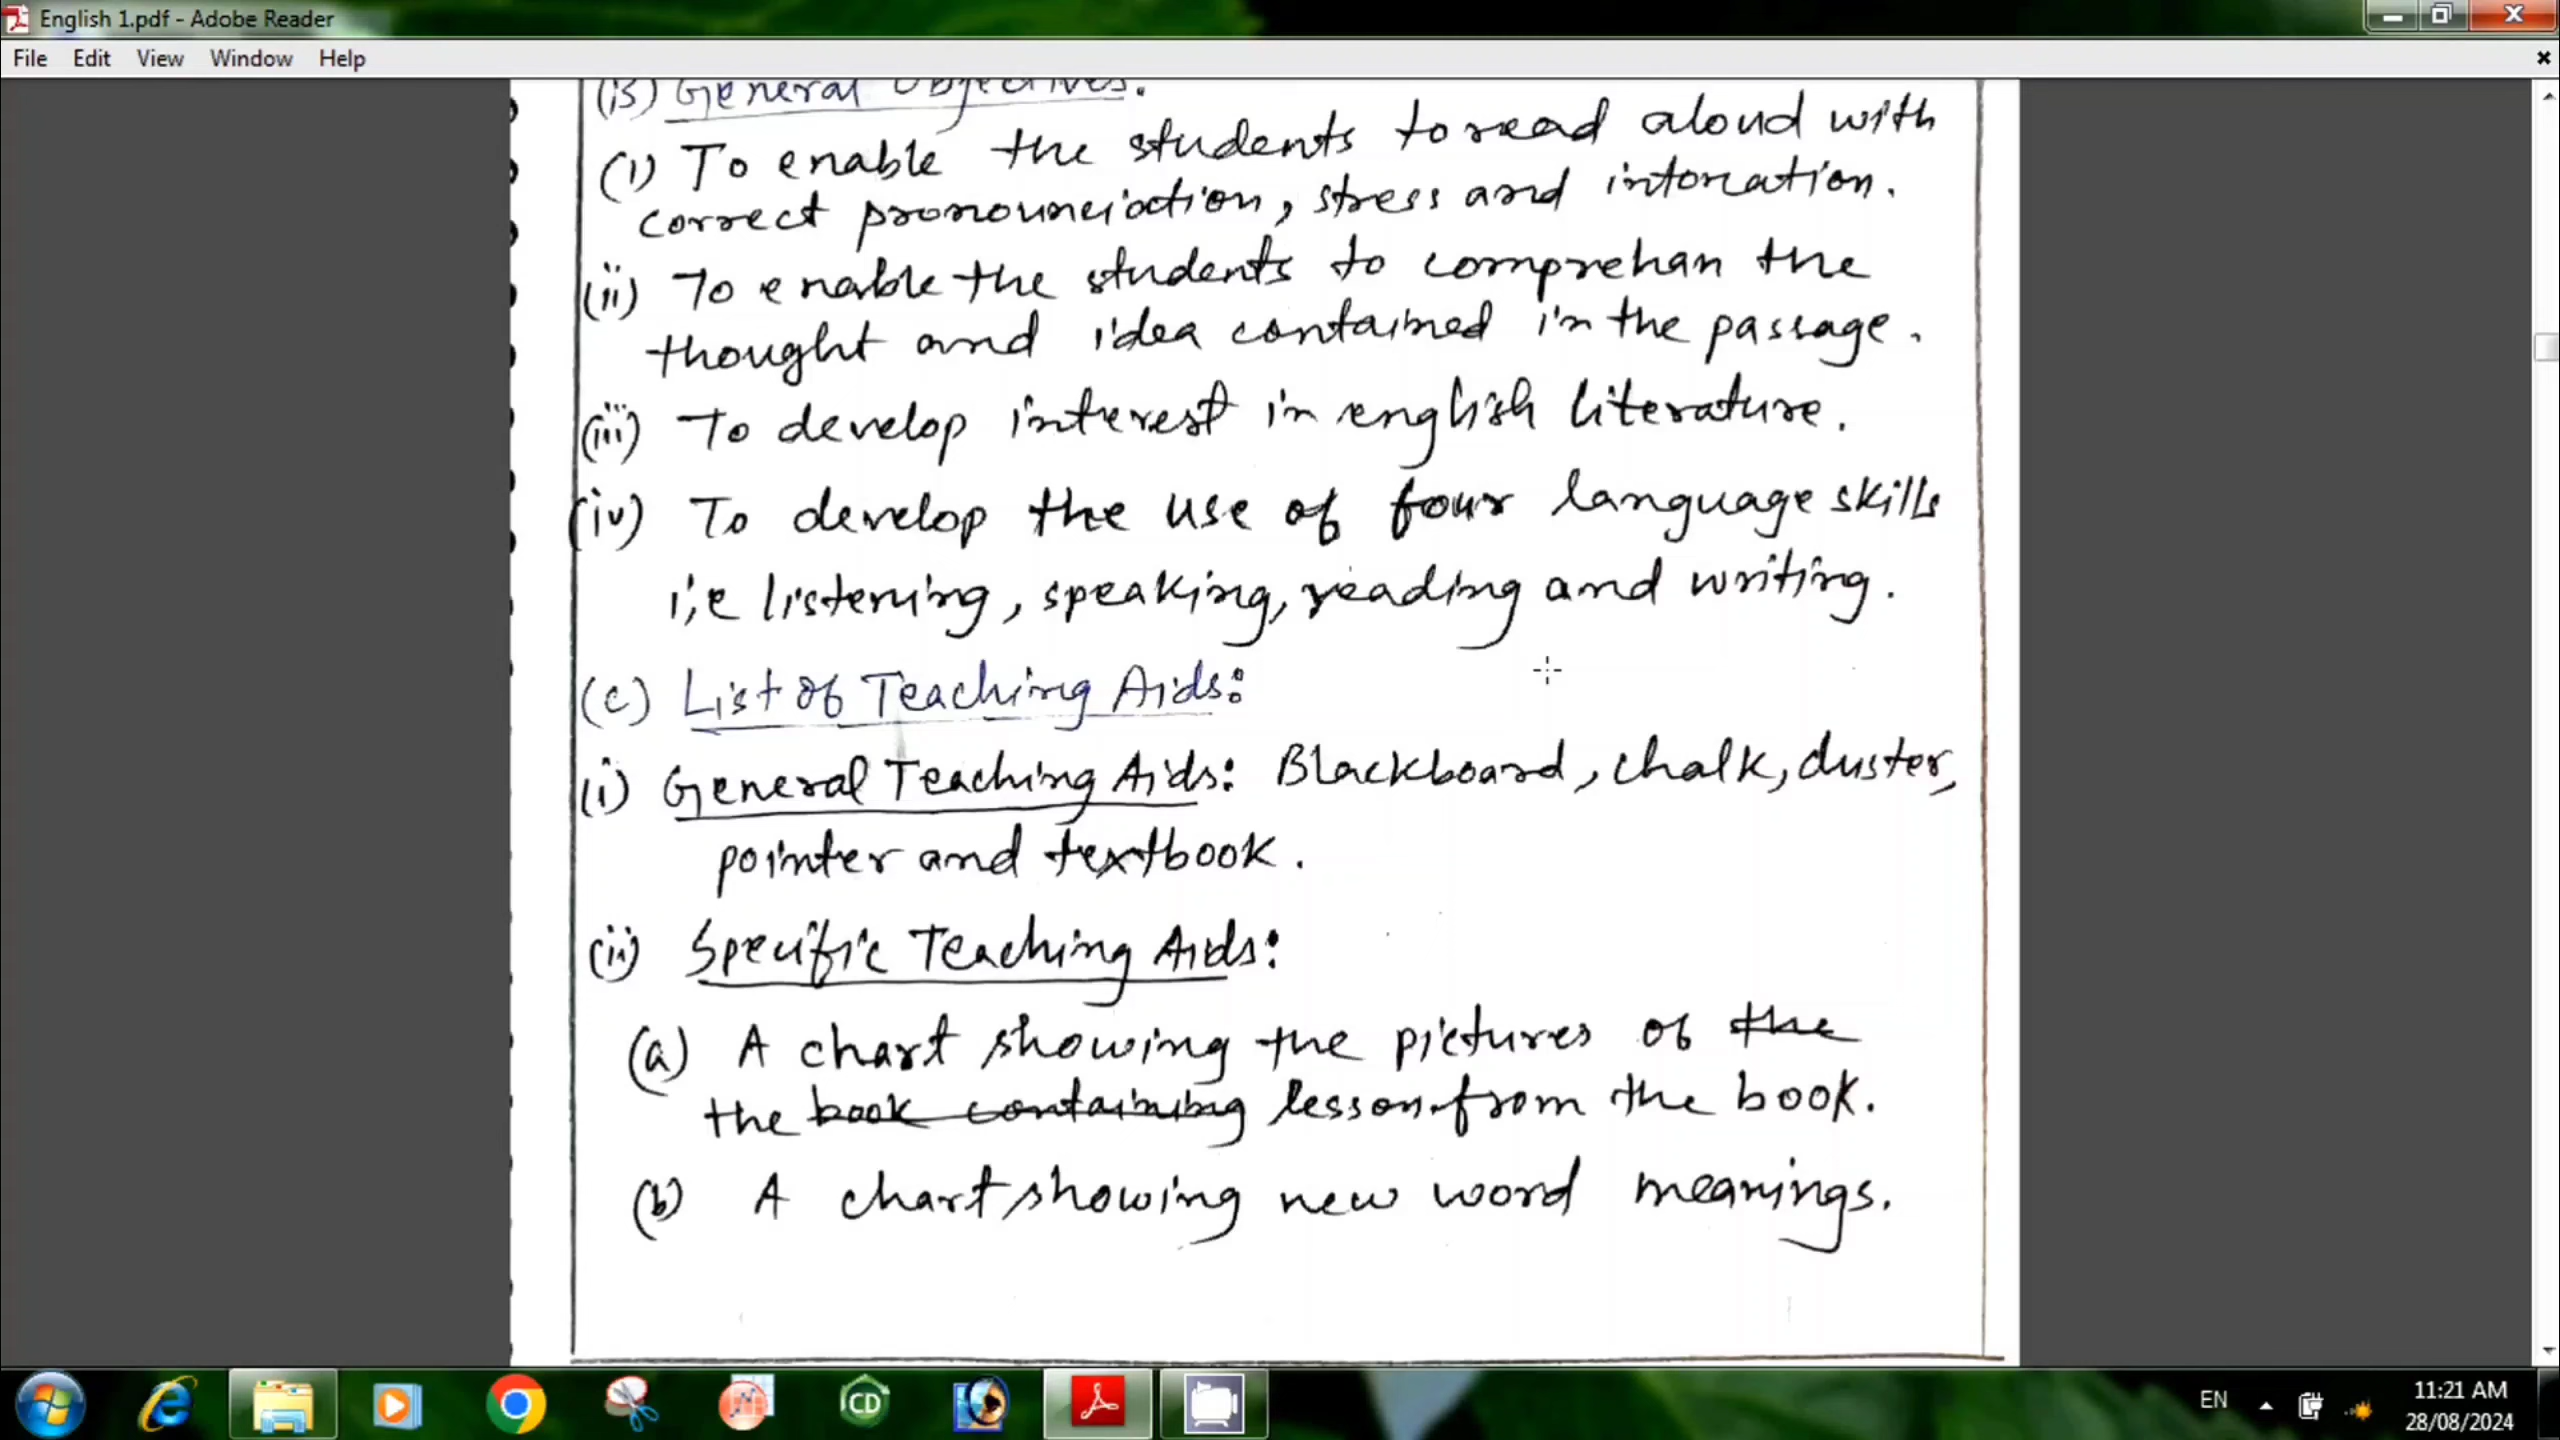 English 1.pdf - Adobe Reader
File Edit View Window Help
(B) General Objectives.
(i) To enable the students to read aloud with
correct pronounciation, stress and intonation.
(ii) To enable the students to comprehan the
thought and idea contained in the passage.
(iii) To develop interest in english literature.
(iv) To develop the use of four language skills
i,e listening, speaking, reading and writing.
(c) List of Teaching Aids:
(i) General Teaching Aids: Blackboard, chalk, duster,
pointer and textbook.
(ii) Specific Teaching Aids:
(a) A chart showing the pictures of the
the book containing lesson from the book.
(b) A chart showing new word meanings.
CD
EN
11:21 AM
28/08/2024